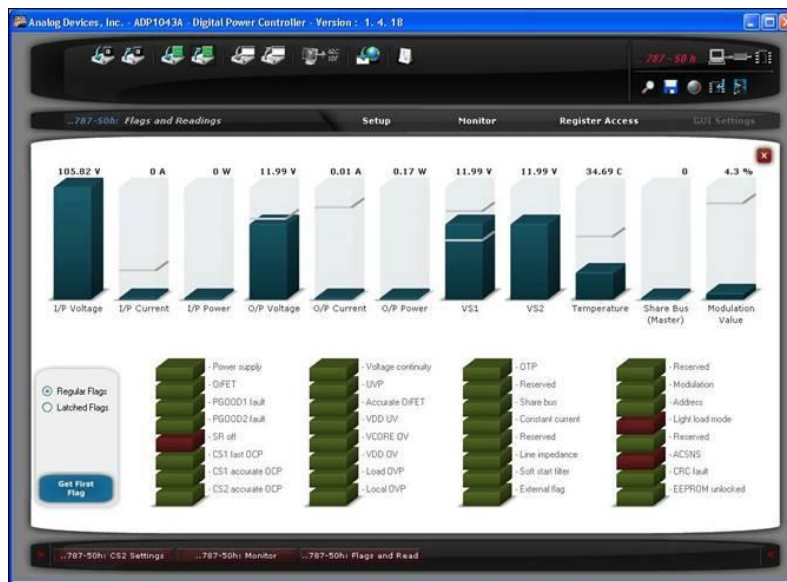 Analog Devices, Inc. - ADP1043A - Digital Power Controller - Version : 1. 4. 18
ADC
..787-50 h
..787-50h: Flags and Readings
Setup
Monitor
Register Access
GUI Settings
105.82 V
0 A
0 W
11.99 V
0.01 A
0.17 W
11.99 V
11.99 V
34.69 C
0
4.3 %
I/P Voltage
I/P Current
I/P Power
O/P Voltage
O/P Current
O/P Power
VS1
VS2
Temperature
Share Bus
(Master)
Modulation
Value
Regular Flags
Latched Flags
Get First
Flag
- Power supply
- OrFET
- PGOOD1 fault
- PGOOD2 fault
- SR off
- CS1 fast OCP
- CS1 accurate OCP
- CS2 accurate OCP
- Voltage continuity
- UVP
- Accurate OrFET
- VDD UV
- VCORE OV
- VDD OV
- Load OVP
- Local OVP
- OTP
- Reserved
- Share bus
- Constant current
- Reserved
- Line impedance
- Soft start filter
- External flag
- Reserved
- Modulation
- Address
- Light load mode
- Reserved
- ACSNS
- CRC fault
- EEPROM unlocked
..787-50h: CS2 Settings
..787-50h: Monitor
..787-50h: Flags and Read